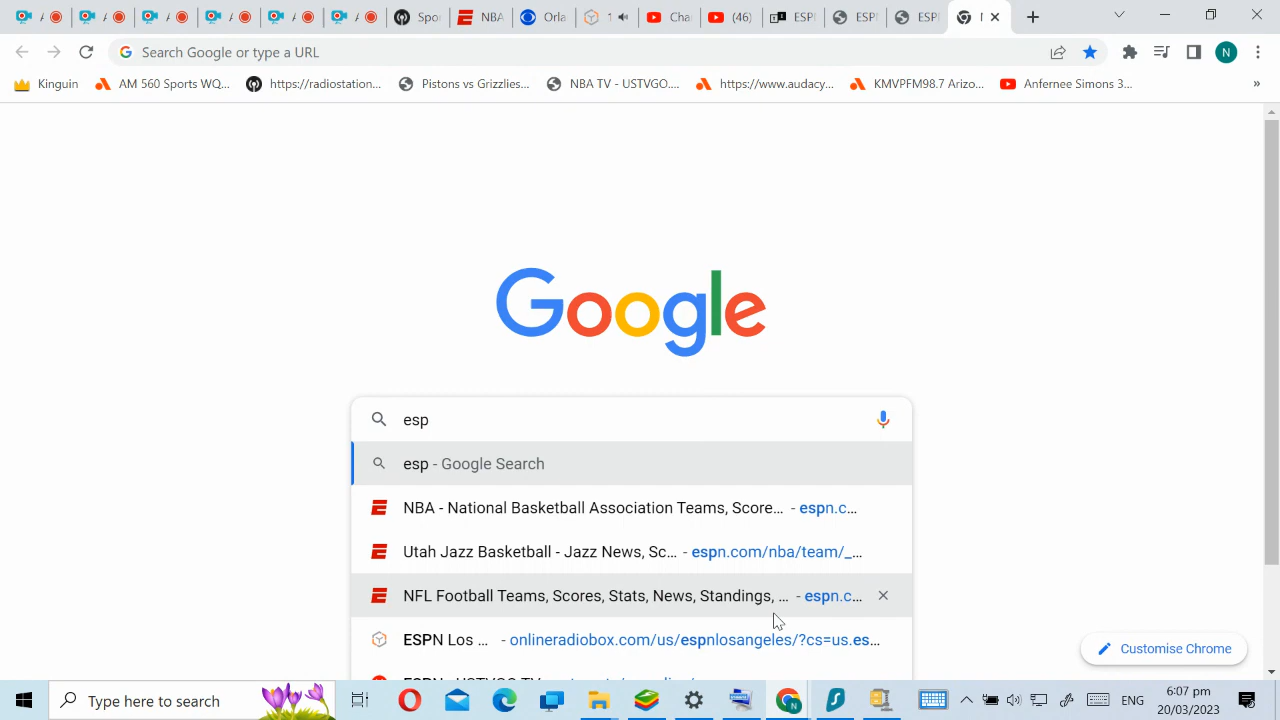 Spor
NBA
Orla
Cha
(46)
ESPI
ESPI
ESPI
Search Google or type a URL
N
Kinguin
AM 560 Sports WQ...
https://radiostation...
Pistons vs Grizzlies...
NBA TV - USTVGO....
https://www.audacy...
KMVPFM98.7 Arizo...
Anfernee Simons 3...
»
Google
esp
esp - Google Search
NBA - National Basketball Association Teams, Score... - espn.c...
Utah Jazz Basketball - Jazz News, Sc... - espn.com/nba/team/_...
NFL Football Teams, Scores, Stats, News, Standings, ... - espn.c...
ESPN Los ... - onlineradiobox.com/us/espnlosangeles/?cs=us.es...
Customise Chrome
Type here to search
ENG
6:07 pm
20/03/2023